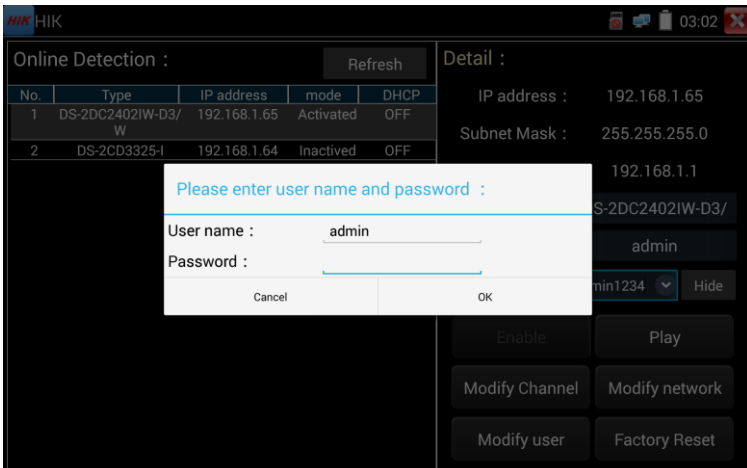 HIK HIK 03:02
Online Detection : Refresh
No. Type IP address mode DHCP
1 DS-2DC2402IW-D3/W 192.168.1.65 Activated OFF
2 DS-2CD3325-I 192.168.1.64 Inactived OFF
Please enter user name and password :
User name : admin
Password :
Cancel OK
Detail :
IP address : 192.168.1.65
Subnet Mask : 255.255.255.0
192.168.1.1
S-2DC2402IW-D3/
admin
min1234 Hide
Enable Play
Modify Channel Modify network
Modify user Factory Reset